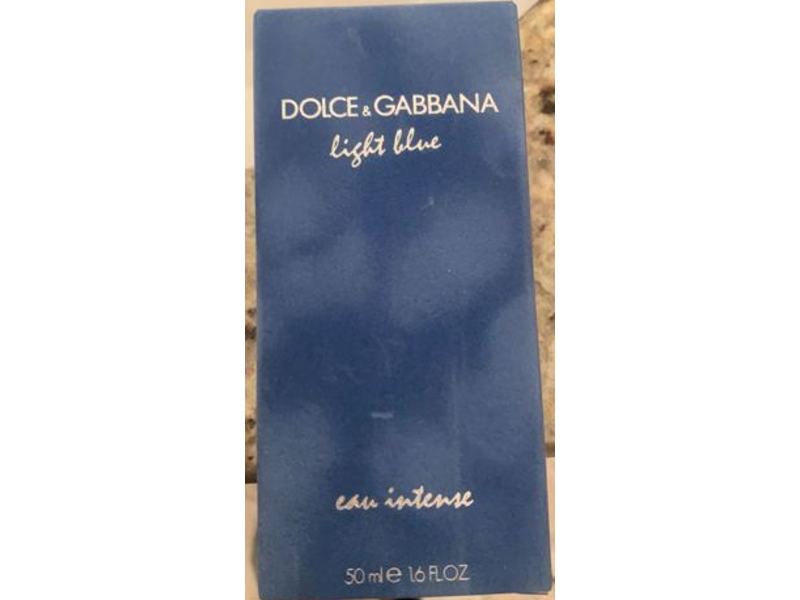 DOLCE & GABBANA
light blue
eau intense
50 ml e 1.6 FL OZ